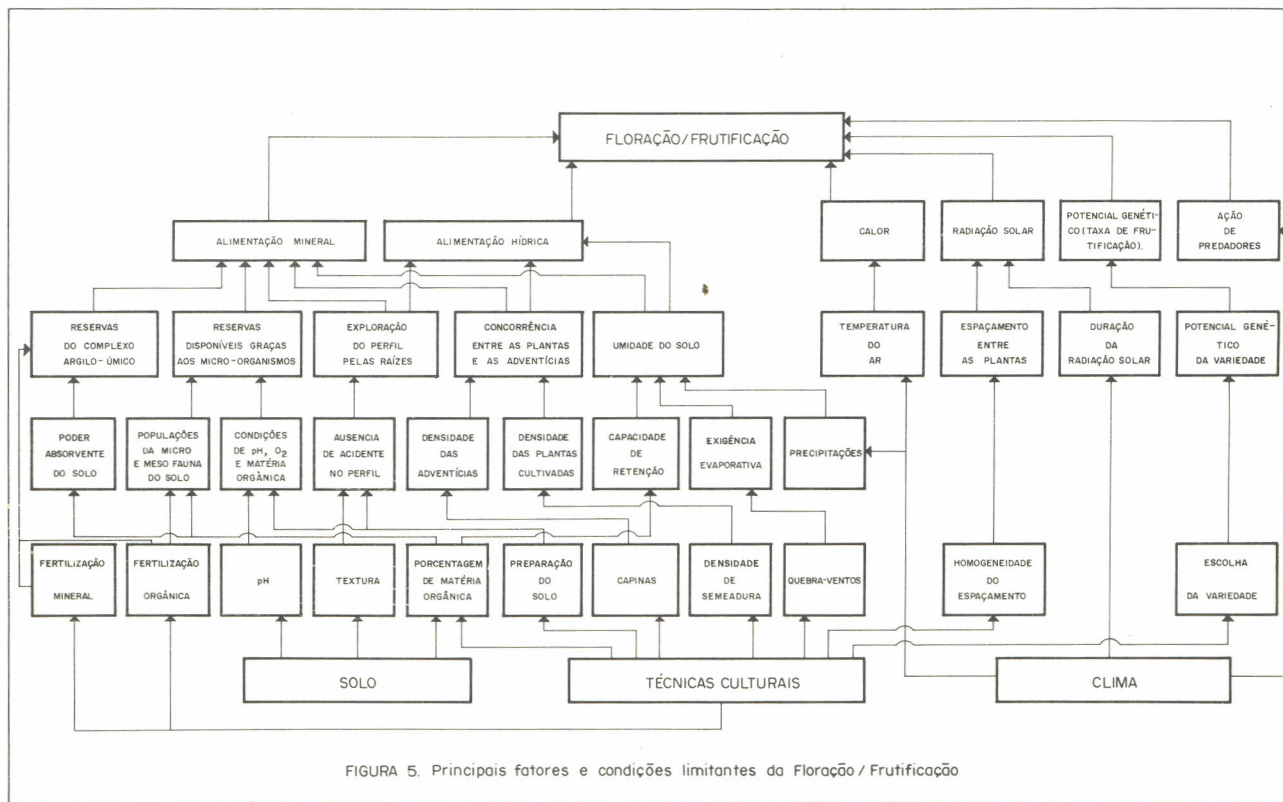 FLORAÇÃO/FRUTIFICAÇÃO
ALIMENTAÇÃO MINERAL
ALIMENTAÇÃO HÍDRICA
CALOR
RADIAÇÃO SOLAR
POTENCIAL GENÉTI-
CO (TAXA DE FRU-
TIFICAÇÃO).
AÇÃO
DE
PREDADORES
RESERVAS
DO COMPLEXO
ARGILO-ÚMICO
RESERVAS
DISPONÍVEIS GRAÇAS
AOS MICRO-ORGANISMOS
EXPLORAÇÃO
DO PERFIL
PELAS RAÍZES
CONCORRÊNCIA
ENTRE AS PLANTAS
E AS ADVENTÍCIAS
UMIDADE DO SOLO
TEMPERATURA
DO
AR
ESPAÇAMENTO
ENTRE
AS PLANTAS
DURAÇÃO
DA
RADIAÇÃO SOLAR
POTENCIAL GENÉ-
TICO
DA VARIEDADE
PODER
ABSORVENTE
DO SOLO
POPULAÇÕES
DA MICRO
E MESO FAUNA
DO SOLO
CONDIÇÕES
DE pH, O2
E MATÉRIA
ORGÂNICA
AUSENCIA
DE ACIDENTE
NO PERFIL
DENSIDADE
DAS
ADVENTÍCIAS
DENSIDADE
DAS PLANTAS
CULTIVADAS
CAPACIDADE
DE
RETENÇÃO
EXIGÊNCIA
EVAPORATIVA
PRECIPITAÇÕES
FERTILIZAÇÃO
MINERAL
FERTILIZAÇÃO
ORGÂNICA
pH
TEXTURA
PORCENTAGEM
DE MATÉRIA
ORGÂNICA
PREPARAÇÃO
DO
SOLO
CAPINAS
DENSIDADE
DE
SEMEADURA
QUEBRA-VENTOS
HOMOGENEIDADE
DO
ESPAÇAMENTO
ESCOLHA
DA VARIEDADE
SOLO
TÉCNICAS CULTURAIS
CLIMA
FIGURA 5. Principais fatores e condições limitantes da Floração / Frutificação